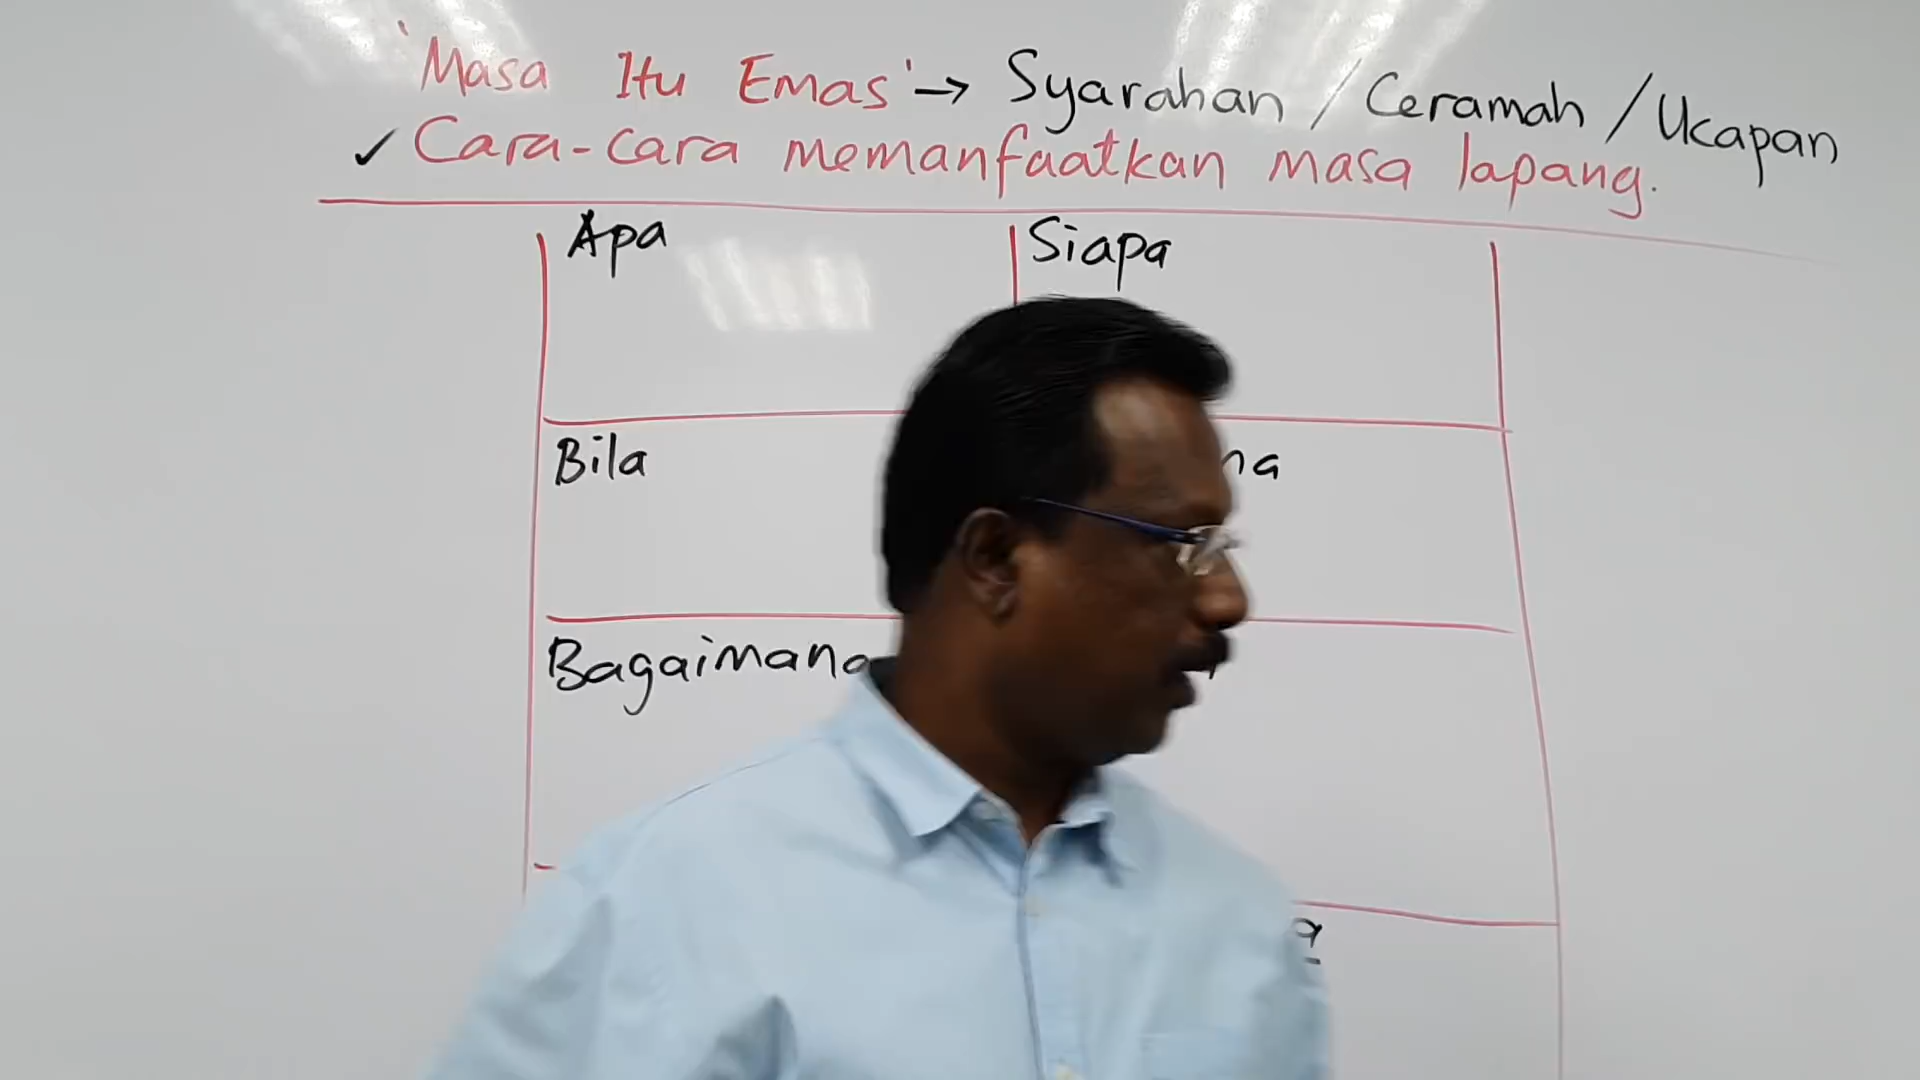 'Masa Itu Emas' → Syarahan / Ceramah / Ucapan
✓ Cara-cara memanfaatkan masa lapang.
Apa
Siapa
Bila
Bagaimana